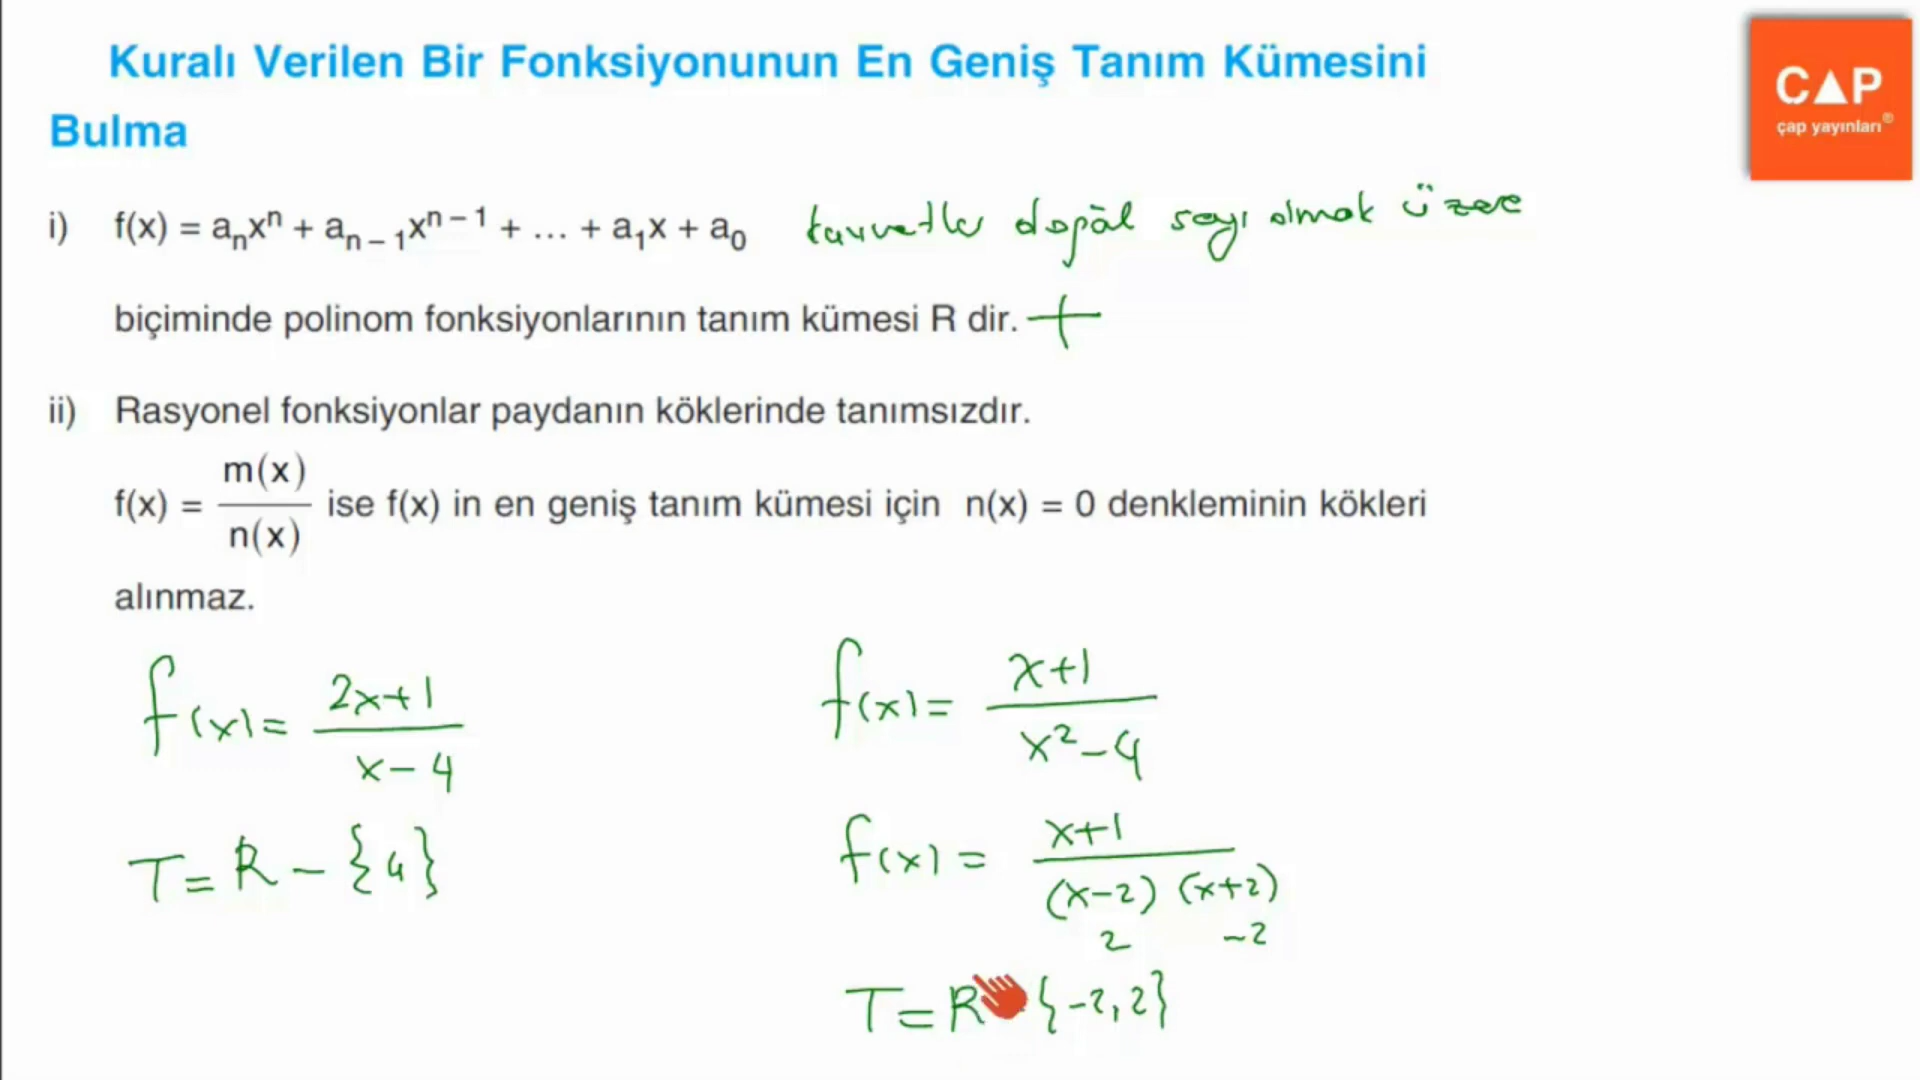 Kuralı Verilen Bir Fonksiyonunun En Geniş Tanım Kümesini
Bulma
CAP
çap yayınları®
i) f(x) = aₙxⁿ + aₙ₋₁xⁿ⁻¹ + ... + a₁x + a₀ kuvvetler doğal sayı olmak üzere
biçiminde polinom fonksiyonlarının tanım kümesi R dir. +
ii) Rasyonel fonksiyonlar paydanın köklerinde tanımsızdır.
f(x) = m(x)/n(x) ise f(x) in en geniş tanım kümesi için n(x) = 0 denkleminin kökleri
alınmaz.
f(x) = 2x+1 / x-4
T = R - {4}
f(x) = x+1 / x²-4
f(x) = x+1 / (x-2) (x+2)
2 -2
T = R {-2, 2}